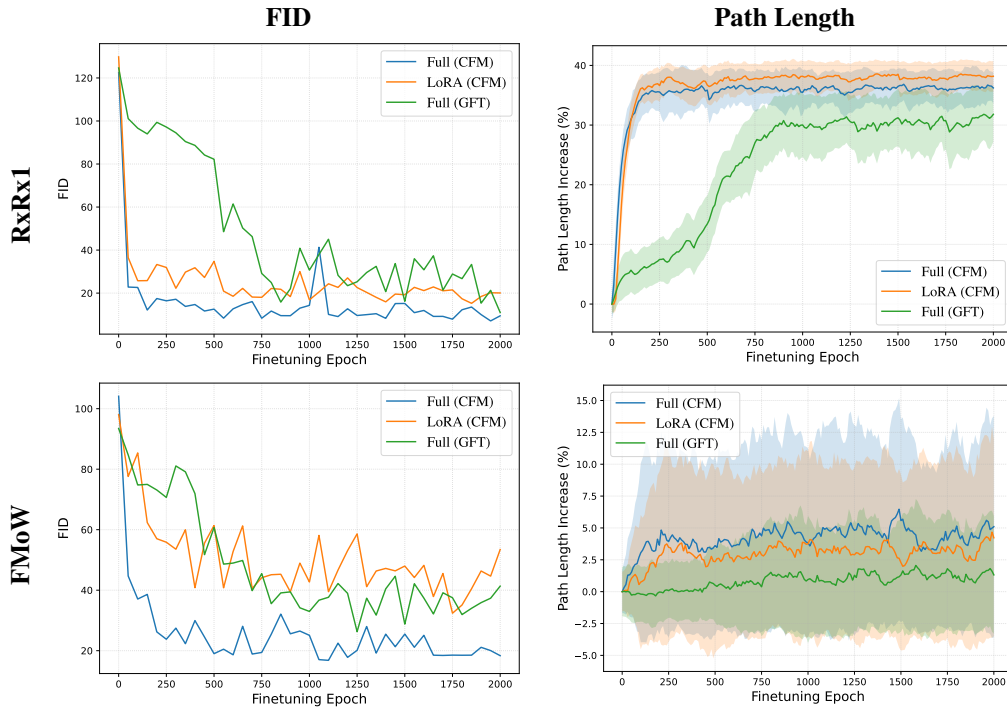 FID
Path Length
RxRx1
FID
120
100
80
60
40
20
0
250
500
750
1000
1250
1500
1750
2000
Finetuning Epoch
Full (CFM)
LoRA (CFM)
Full (GFT)
Path Length Increase (%)
40
30
20
10
0
0
250
500
750
1000
1250
1500
1750
2000
Finetuning Epoch
Full (CFM)
LoRA (CFM)
Full (GFT)
FMoW
FID
100
80
60
40
20
0
250
500
750
1000
1250
1500
1750
2000
Finetuning Epoch
Full (CFM)
LoRA (CFM)
Full (GFT)
Path Length Increase (%)
15.0
12.5
10.0
7.5
5.0
2.5
0.0
−2.5
−5.0
0
250
500
750
1000
1250
1500
1750
2000
Finetuning Epoch
Full (CFM)
LoRA (CFM)
Full (GFT)